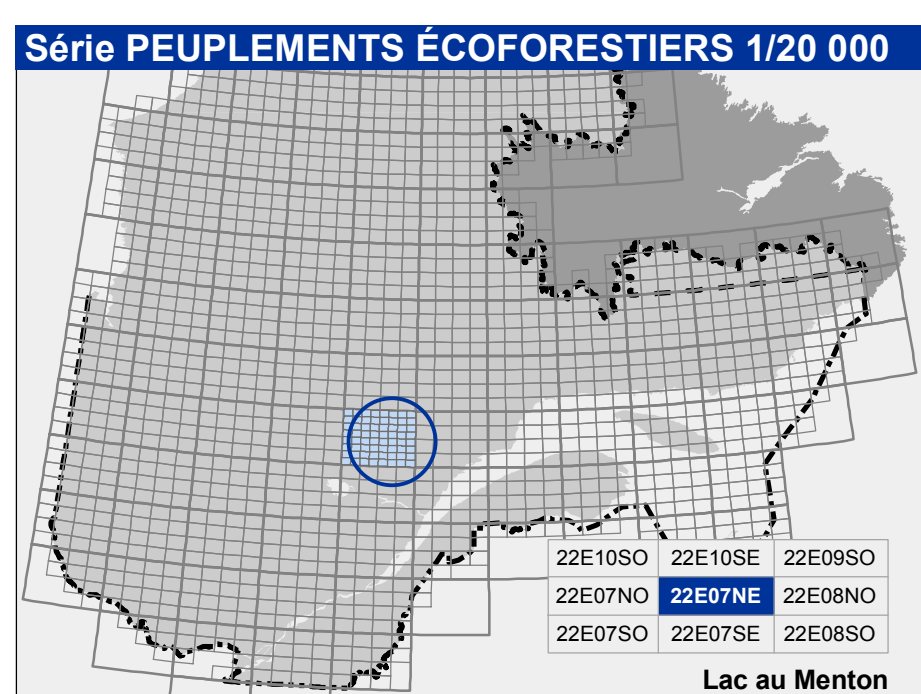 Série PEUPLEMENTS ÉCOFORESTIERS 1/20 000
22E10SO 22E10SE 22E09SO
22E07NO 22E07NE 22E08NO
22E07SO 22E07SE 22E08SO
Lac au Menton